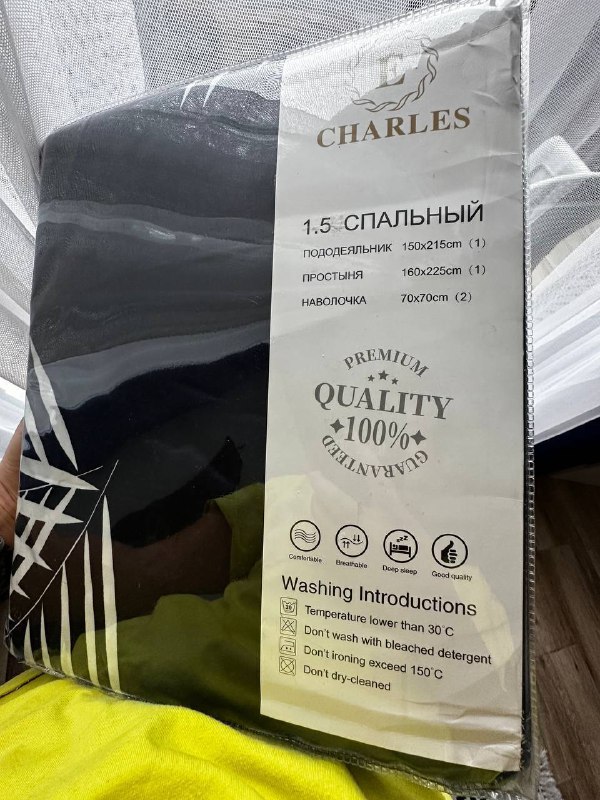 E
CHARLES
1.5 СПАЛЬНЫЙ
ПОДОДЕЯЛЬНИК 150x215cm (1)
ПРОСТЫНЯ 160x225cm (1)
НАВОЛОЧКА 70x70cm (2)
PREMIUM
QUALITY
100%
GUARANTEED
Comfortable
Breathable
Deep sleep
Good quality
Washing Introductions
30
Temperature lower than 30°C
Don't wash with bleached detergent
Don't ironing exceed 150°C
Don't dry-cleaned